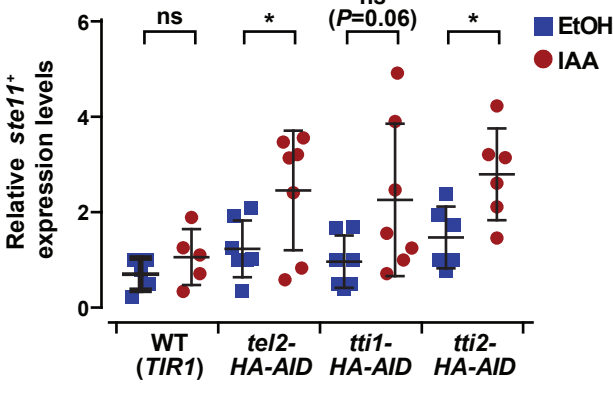 ns
ns
(P=0.06)
*
*
6
4
2
0
Relative ste11+
expression levels
EtOH
IAA
WT
(TIR1)
tel2-
HA-AID
tti1-
HA-AID
tti2-
HA-AID